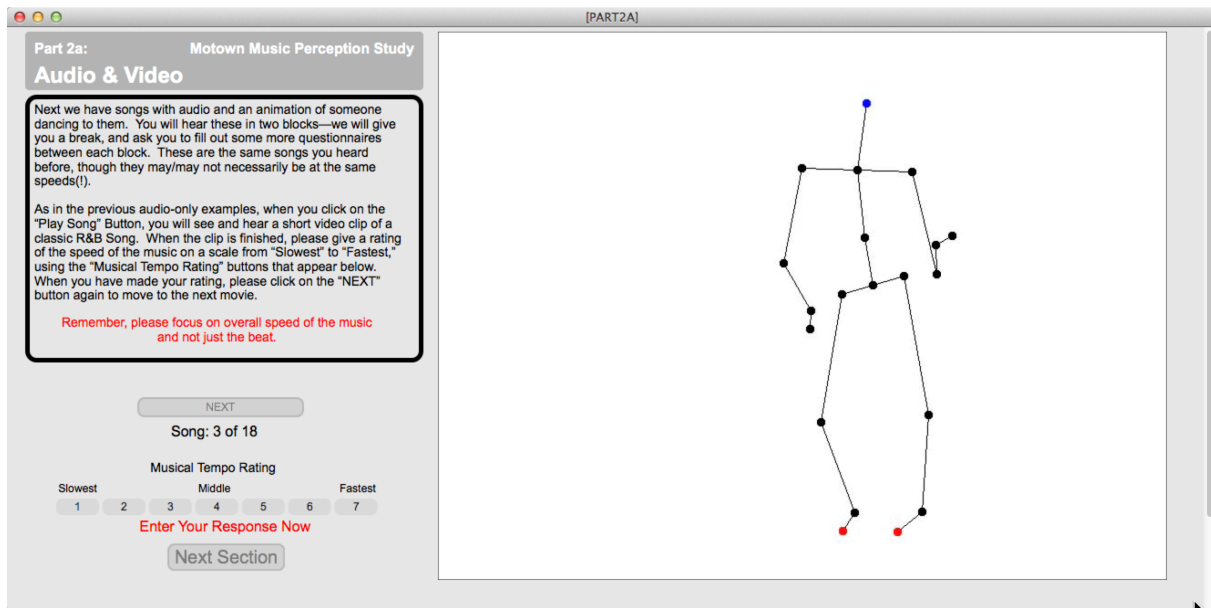 [PART2A]
Part 2a: Motown Music Perception Study
Audio & Video
Next we have songs with audio and an animation of someone
dancing to them.  You will hear these in two blocks—we will give
you a break, and ask you to fill out some more questionnaires
between each block.  These are the same songs you heard
before, though they may/may not necessarily be at the same
speeds(!).
As in the previous audio-only examples, when you click on the
“Play Song” Button, you will see and hear a short video clip of a
classic R&B Song.  When the clip is finished, please give a rating
of the speed of the music on a scale from “Slowest” to “Fastest,”
using the “Musical Tempo Rating” buttons that appear below.
When you have made your rating, please click on the “NEXT”
button again to move to the next movie.
Remember, please focus on overall speed of the music
and not just the beat.
NEXT
Song: 3 of 18
Musical Tempo Rating
Slowest Middle Fastest
1 2 3 4 5 6 7
Enter Your Response Now
Next Section